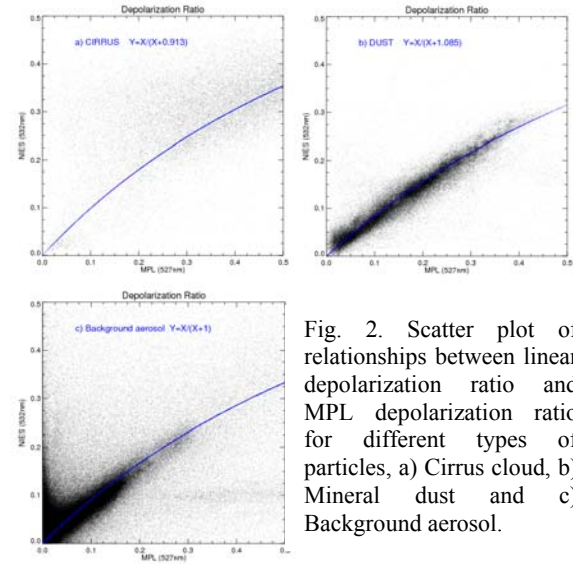 Depolarization Ratio
a) CIRRUS Y=X/(X+0.913)
NIES (532nm)
0.5
0.4
0.3
0.2
0.1
0.0
0.0 0.1 0.2 0.3 0.4 0.5
MPL (527nm)
Depolarization Ratio
b) DUST Y=X/(X+1.085)
NIES (532nm)
0.5
0.4
0.3
0.2
0.1
0.0
0.0 0.1 0.2 0.3 0.4 0.5
MPL (527nm)
Depolarization Ratio
c) Background aerosol Y=X/(X+1)
NIES (532nm)
0.5
0.4
0.3
0.2
0.1
0.0
0.0 0.1 0.2 0.3 0.4 0.5
MPL (527nm)
Fig. 2. Scatter plot of
relationships between linear
depolarization ratio and
MPL depolarization ratio
for different types of
particles, a) Cirrus cloud, b)
Mineral dust and c)
Background aerosol.